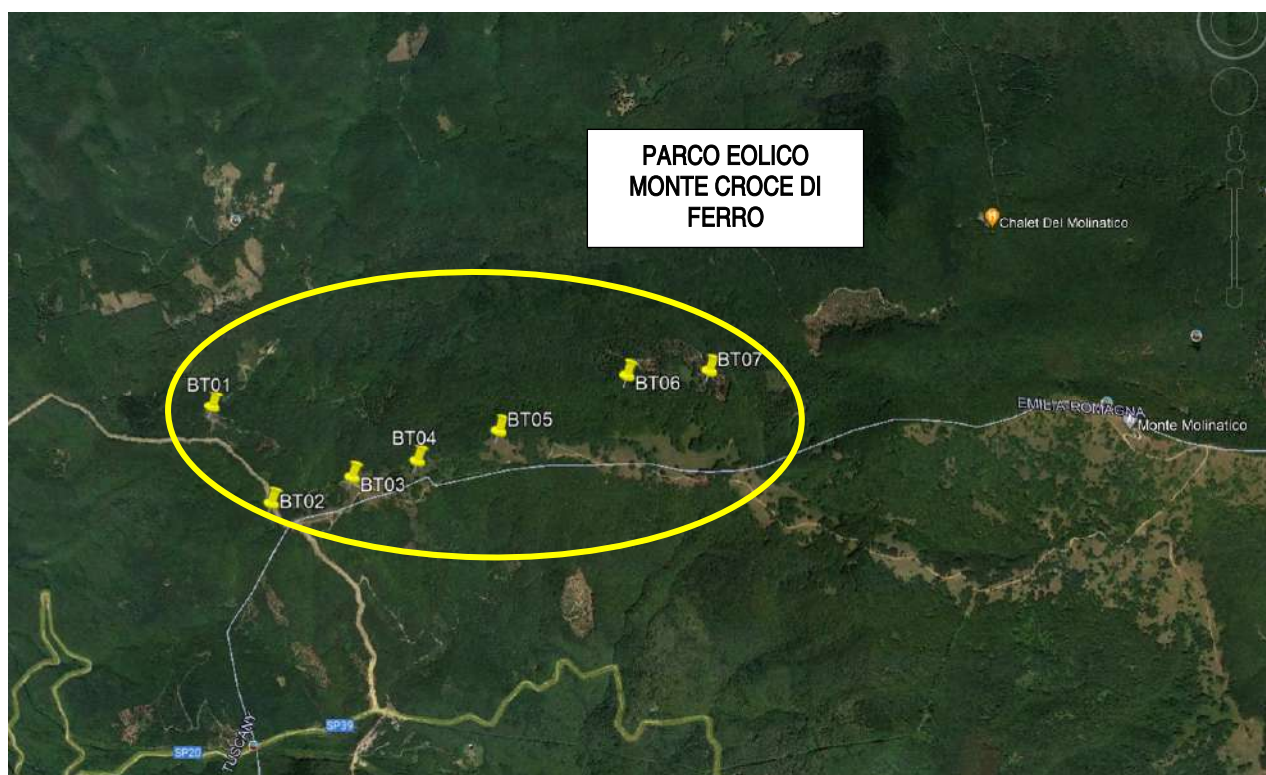 PARCO EOLICO
MONTE CROCE DI
FERRO
Chalet Del Molinatico
BT01
BT07
BT06
BT05
BT04
BT03
BT02
EMILIA-ROMAGNA
Monte Molinatico
TUSCANY
SP39
SP20